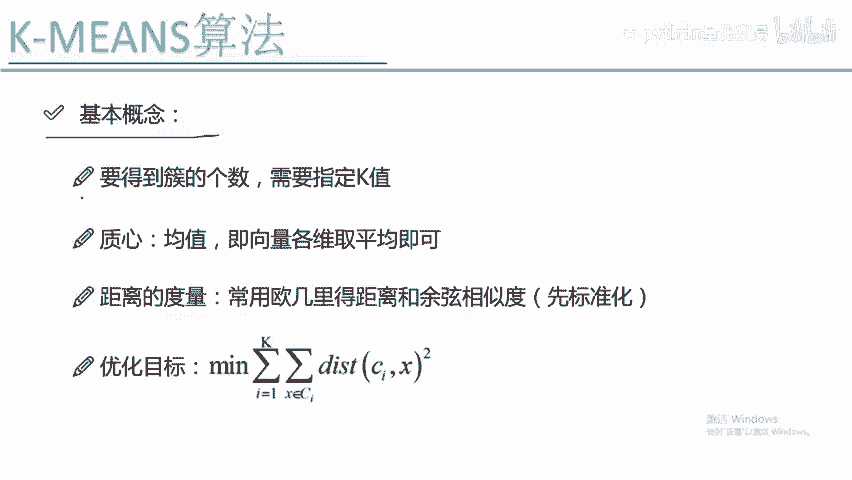 K-MEANS算法
bilibili
基本概念：
要得到簇的个数，需要指定K值
质心：均值，即向量各维取平均即可
距离的度量：常用欧几里得距离和余弦相似度（先标准化）
优化目标：min ∑_{i=1}^{K} ∑_{x∈C_i} dist(c_i, x)^2
激活 Windows
转到"设置"以激活 Windows。